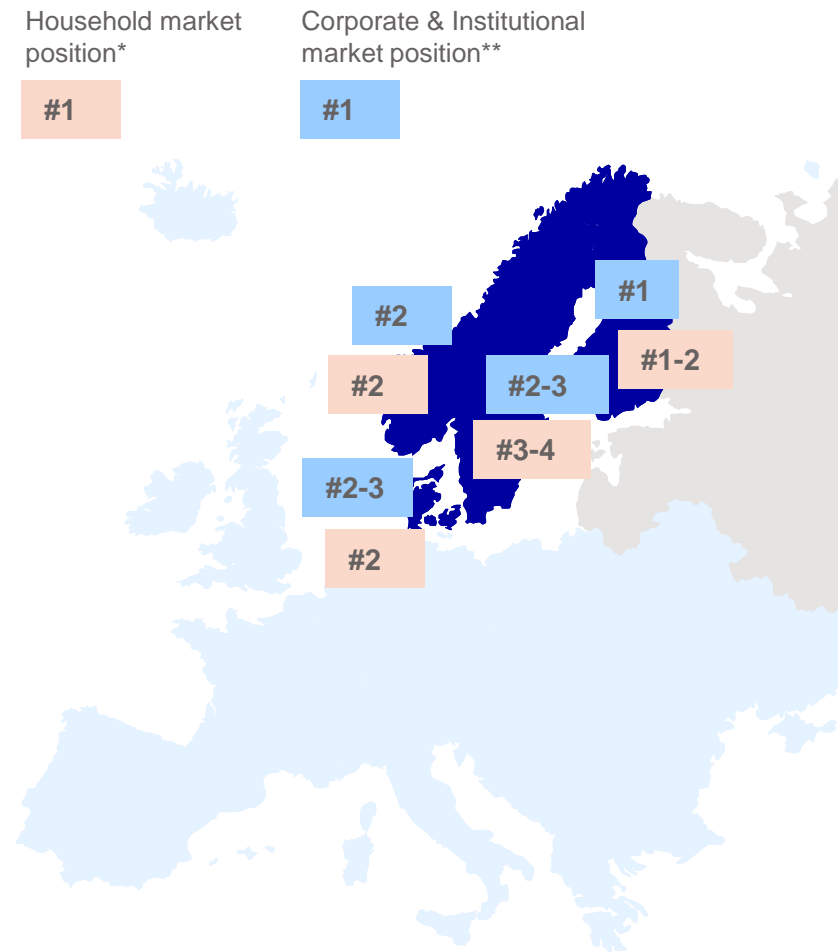 Household market
position*
Corporate & Institutional
market position**
#1
#1
#1
#2
#1-2
#2
#2-3
#3-4
#2-3
#2